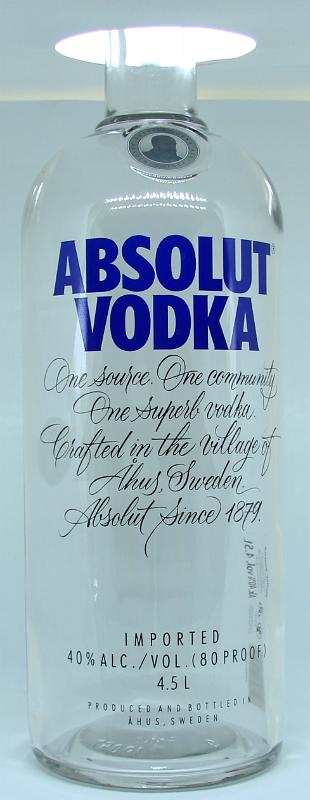 ABSOLUT
VODKA
One source. One community
One superb vodka.
Crafted in the village of
Åhus, Sweden
Absolut Since 1879.
IMPORTED
40% ALC./VOL. (80 PROOF)
4.5 L
PRODUCED AND BOTTLED IN
ÅHUS, SWEDEN